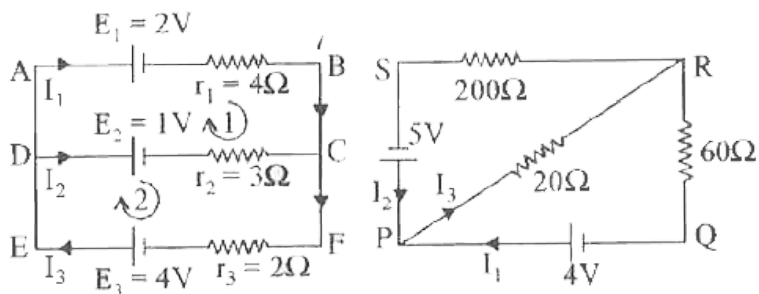 E₁ = 2V
A
B
I₁
r₁ = 4Ω
E₂ = 1V
1
D
C
I₂
r₂ = 3Ω
2
E
F
I₃
E₃ = 4V
r₃ = 2Ω
S
R
200Ω
5V
60Ω
I₂
I₃
20Ω
P
Q
I₁
4V